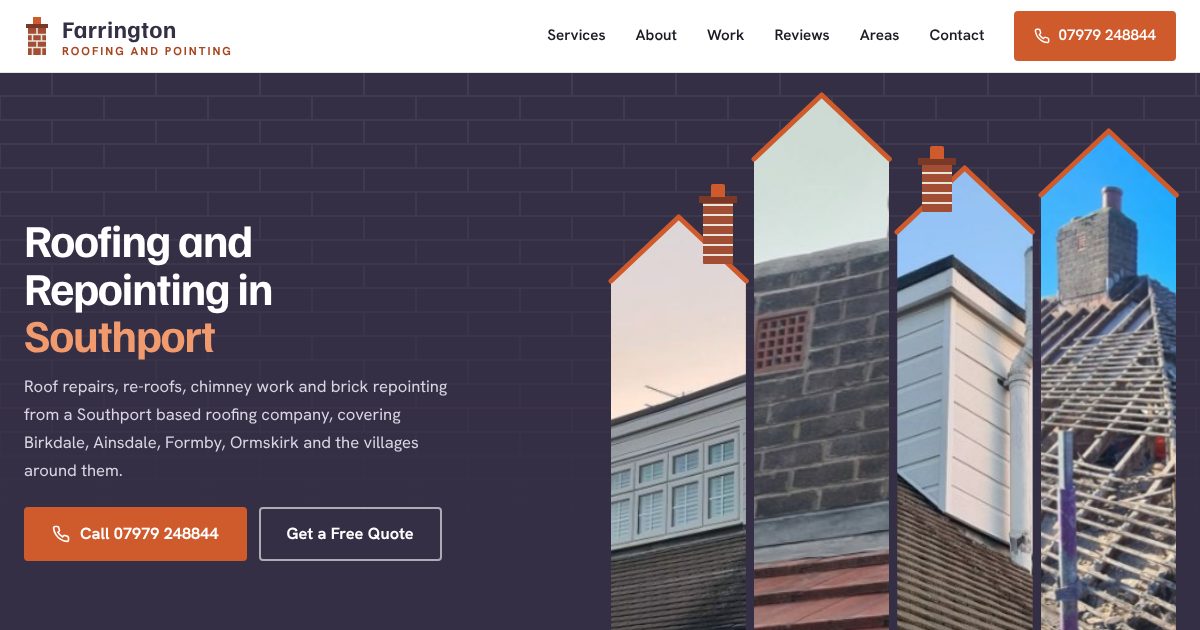 Farrington
ROOFING AND POINTING
Services
About
Work
Reviews
Areas
Contact
07979 248844
Roofing and
Repointing in
Southport
Roof repairs, re-roofs, chimney work and brick repointing
from a Southport based roofing company, covering
Birkdale, Ainsdale, Formby, Ormskirk and the villages
around them.
Call 07979 248844
Get a Free Quote